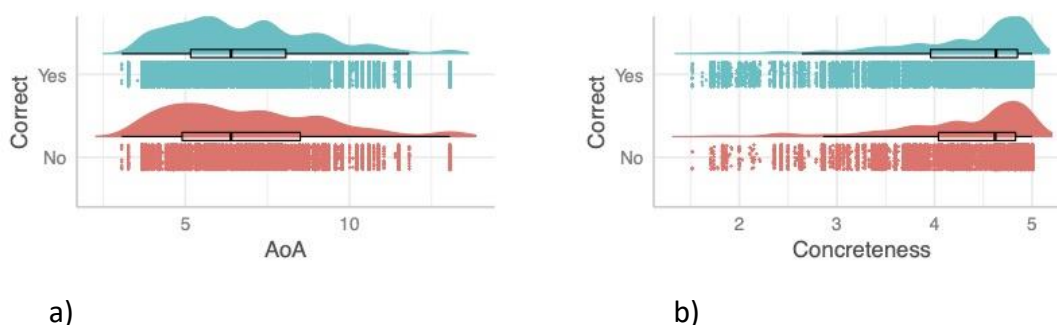 Correct
Yes
No
5 10
AoA
a)
Correct
Yes
No
2 3 4 5
Concreteness
b)